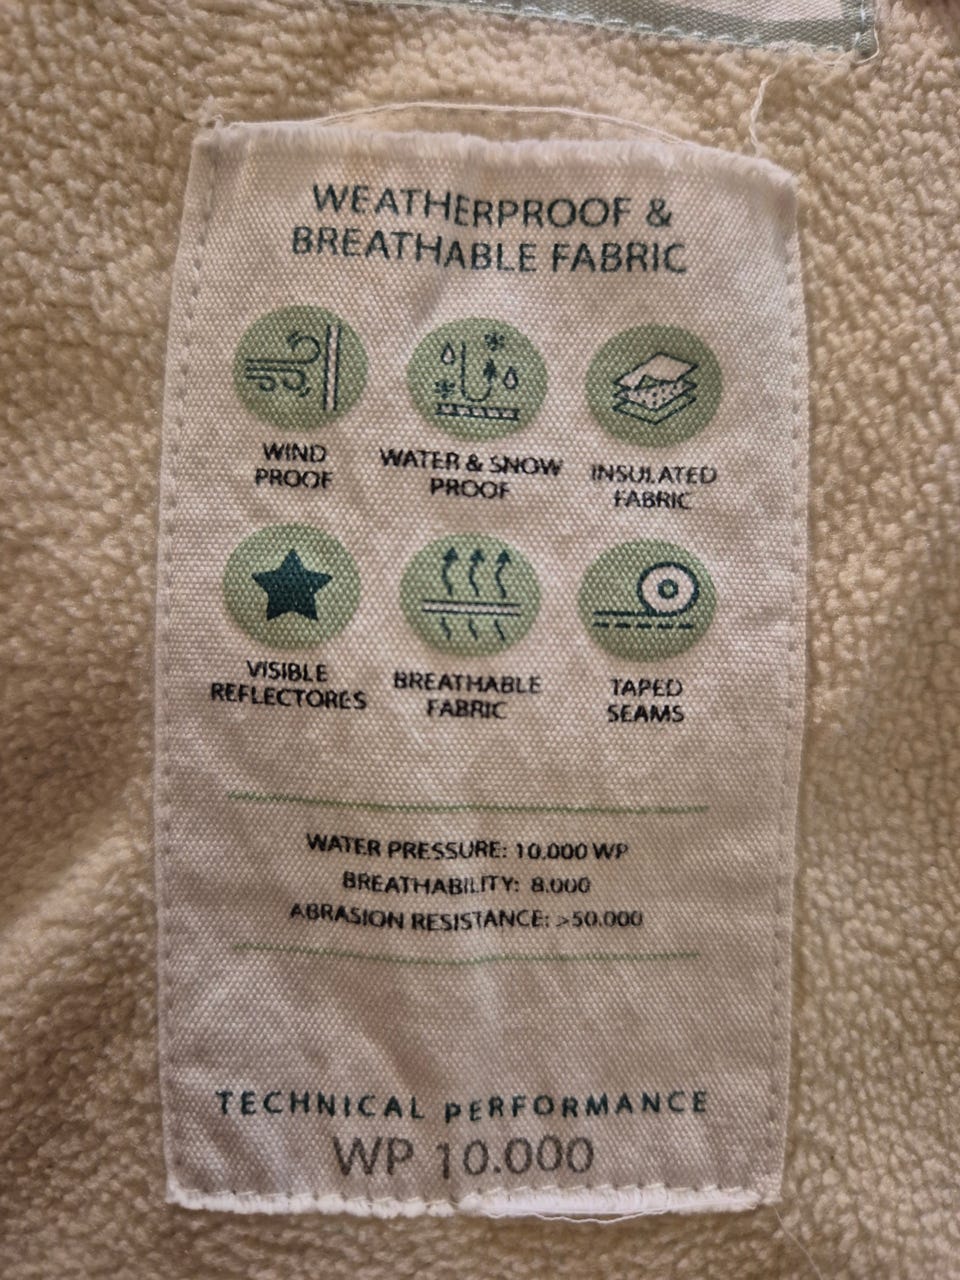 WEATHERPROOF &
BREATHABLE FABRIC
WIND
PROOF
WATER & SNOW
PROOF
INSULATED
FABRIC
VISIBLE
REFLECTORES
BREATHABLE
FABRIC
TAPED
SEAMS
WATER PRESSURE: 10.000 WP
BREATHABILITY: 8.000
ABRASION RESISTANCE: >50.000
TECHNICAL PERFORMANCE
WP 10.000